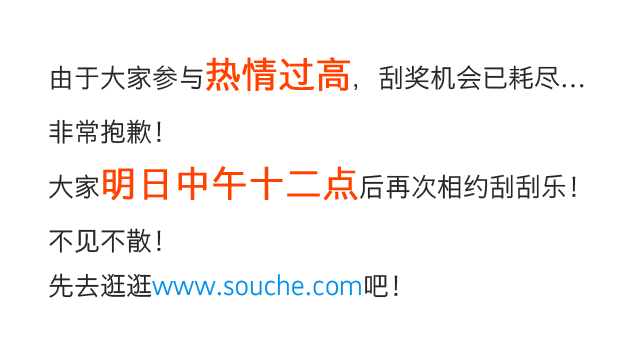 由于大家参与热情过高，刮奖机会已耗尽...
非常抱歉！
大家明日中午十二点后再次相约刮刮乐！
不见不散！
先去逛逛www.souche.com吧！